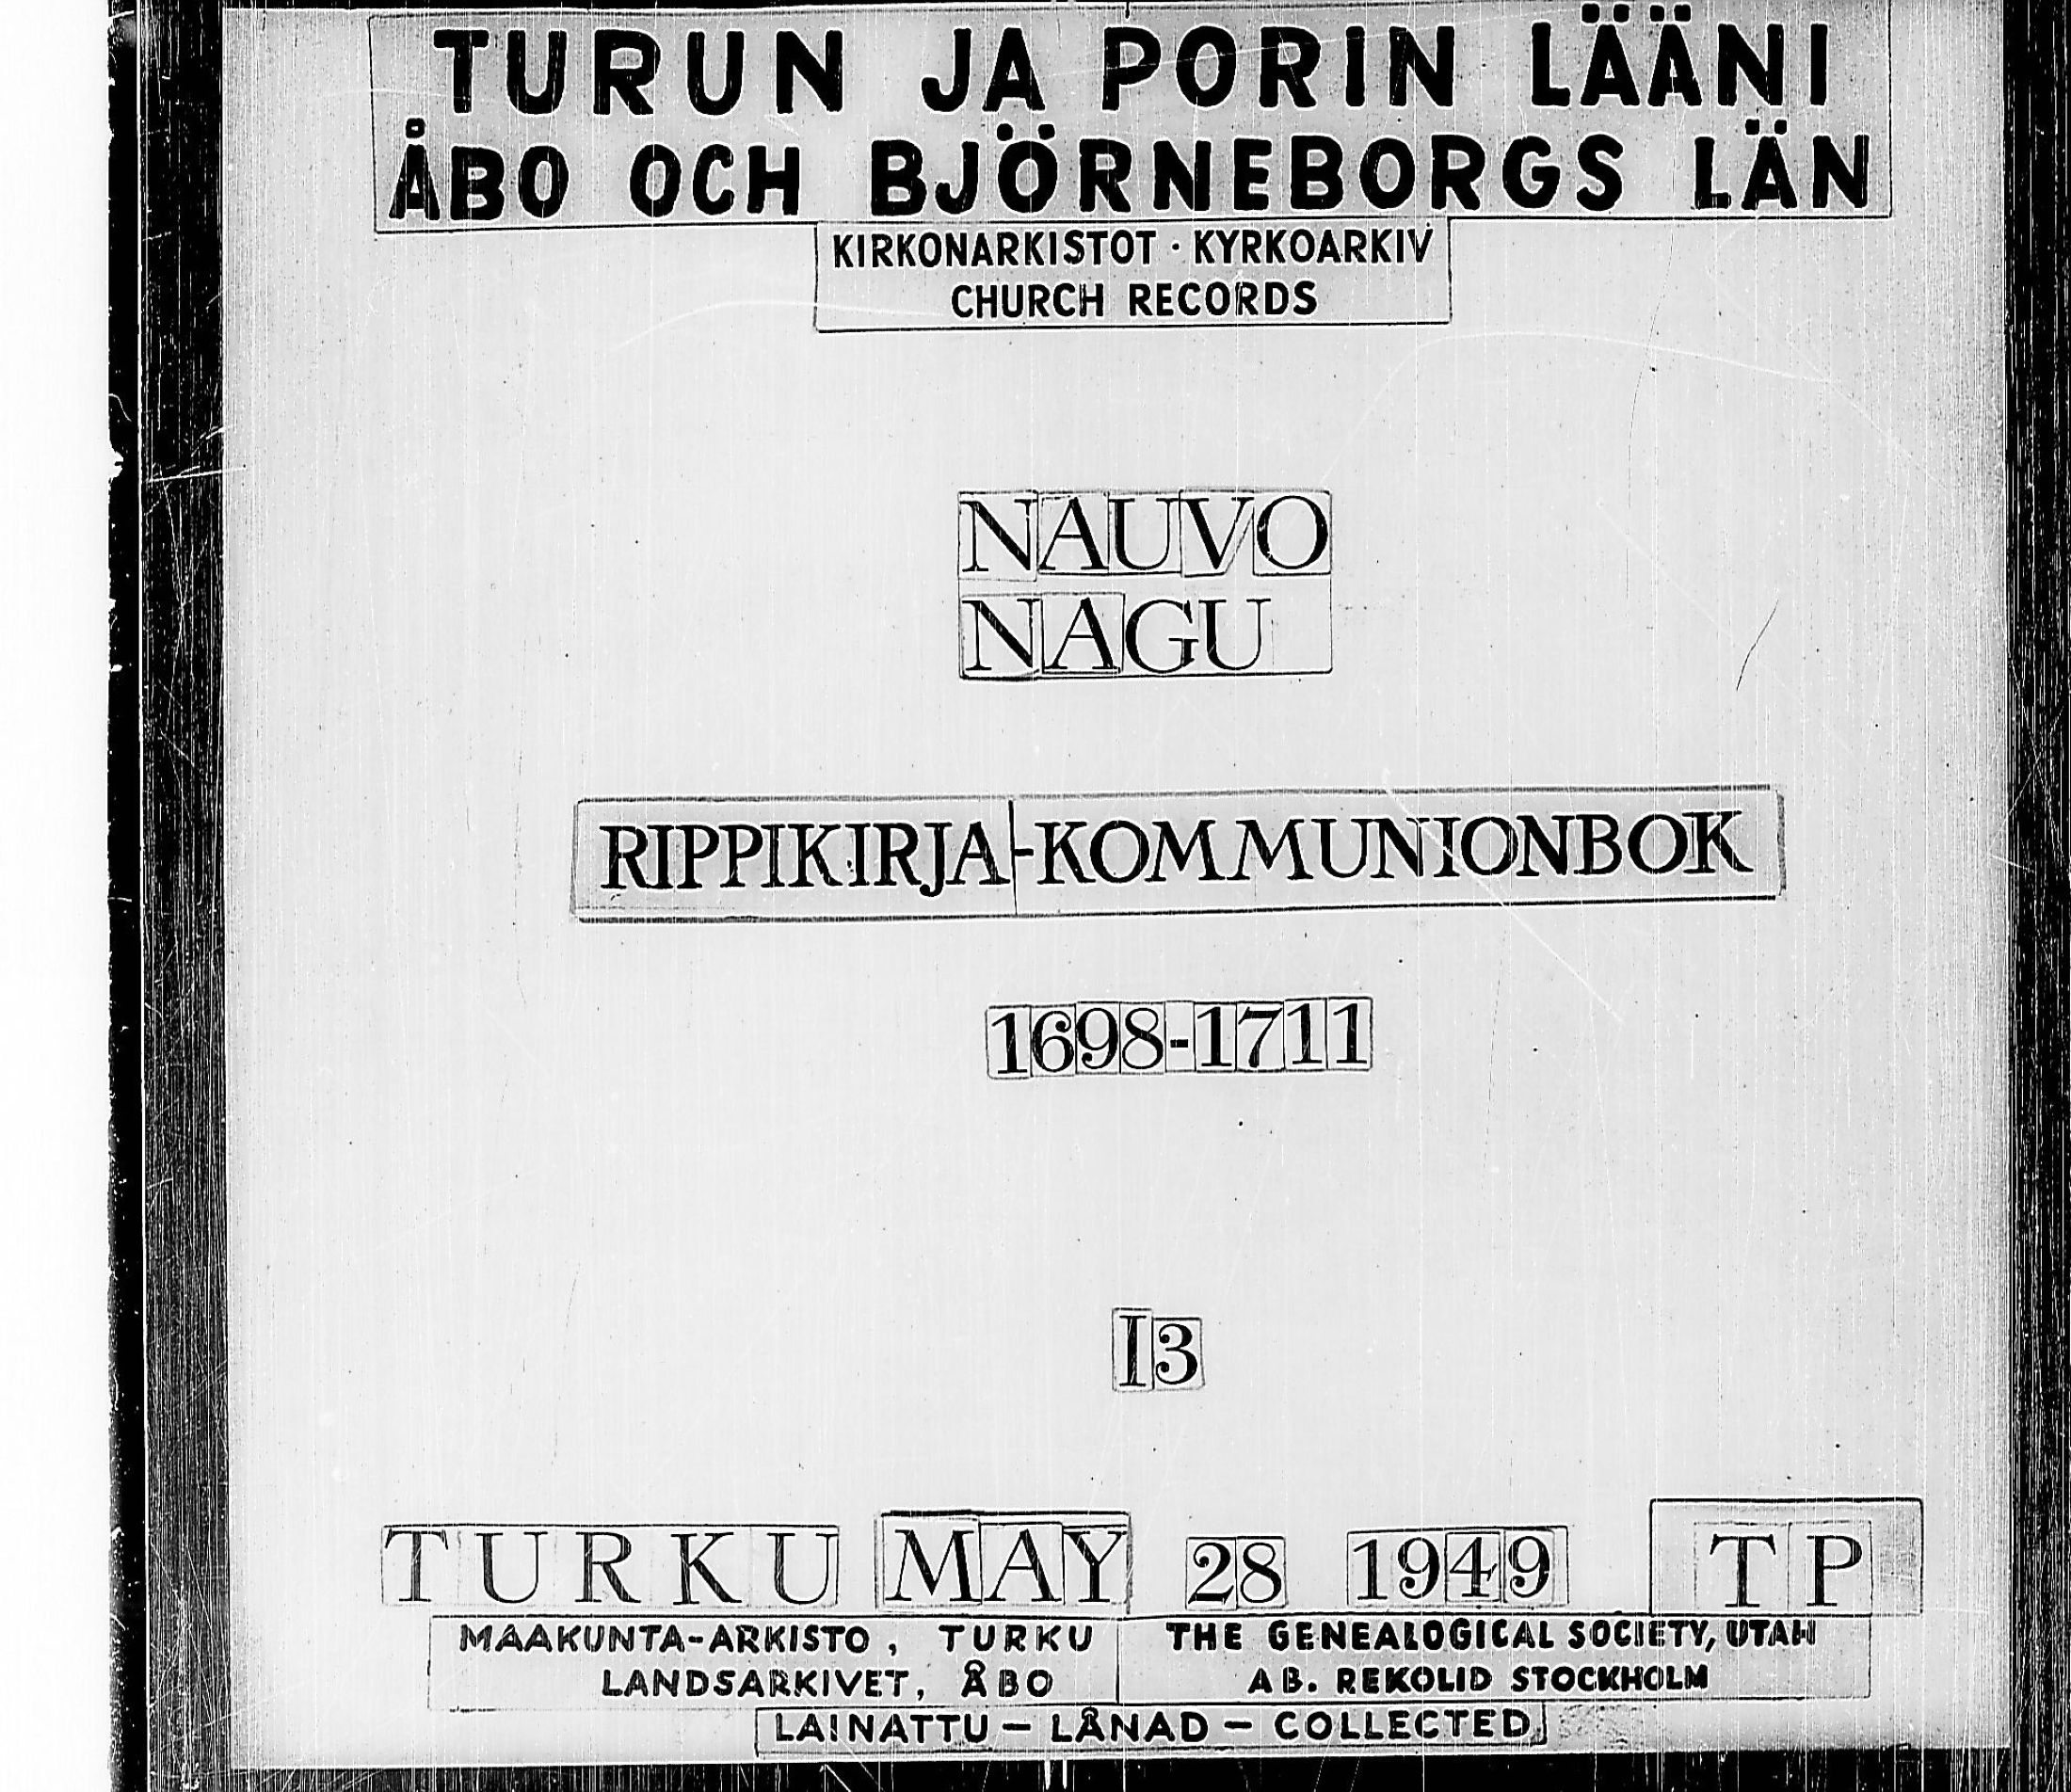 TURUN JA PORIN LÄÄNI
ÅBO OCH BJÖRNEBORGS LÄN
KIRKONARKISTOT · KYRKOARKIV
CHURCH RECORDS
NAUVO
NAGU
RIPPIKIRJA-KOMMUNIONBOK
1698-1711
I3
TURKU MAY 28 1949 TP
MAAKUNTA-ARKISTO, TURKU
LANDSARKIVET, ÅBO
THE GENEALOGICAL SOCIETY, UTAH
AB. REKOLID STOCKHOLM
LAINATTU - LÅNAD - COLLECTED